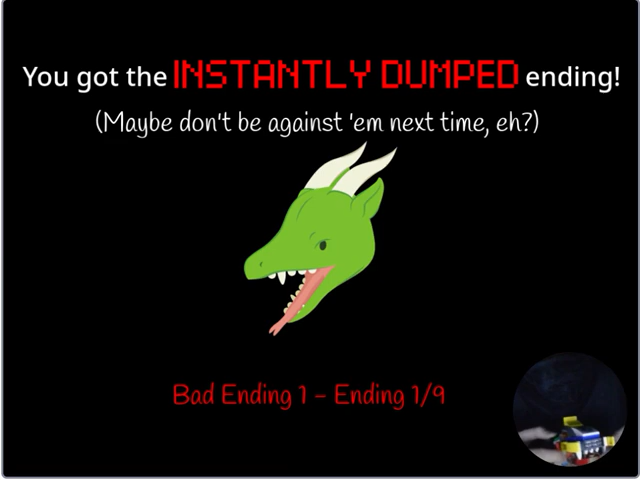 You got the INSTANTLY DUMPED ending!
(Maybe don't be against 'em next time, eh?)
Bad Ending 1 - Ending 1/9